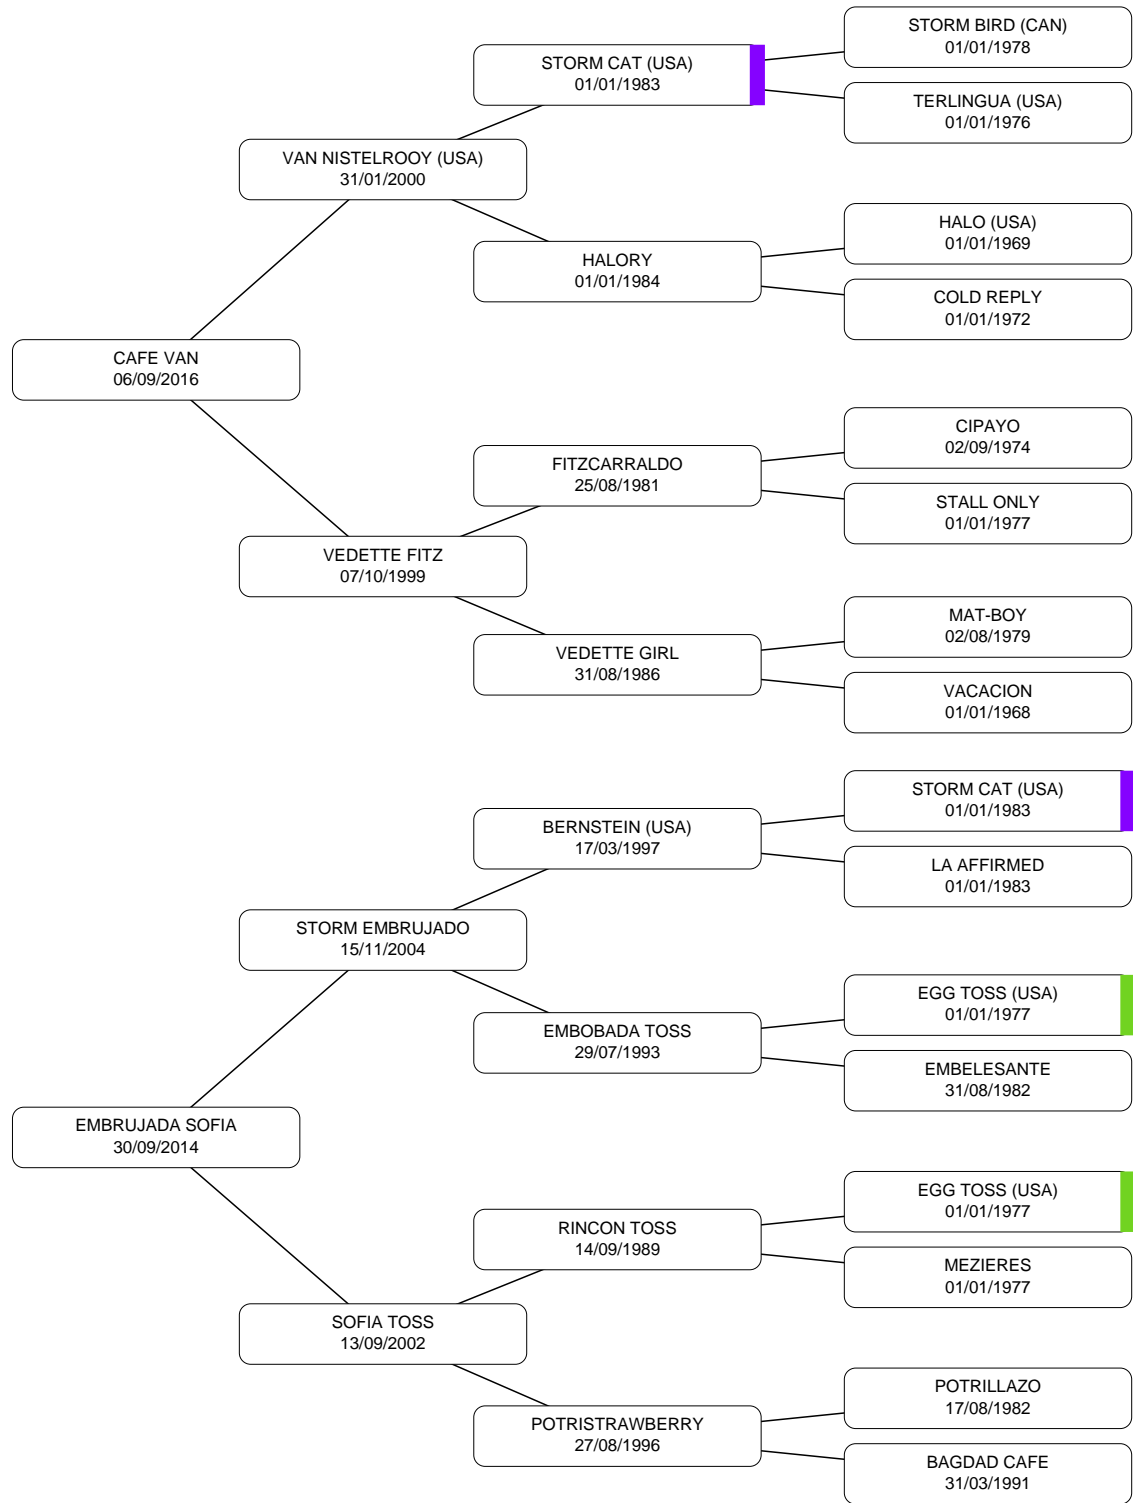 STORM BIRD (CAN)
01/01/1978
STORM CAT (USA)
01/01/1983
TERLINGUA (USA)
01/01/1976
VAN NISTELROOY (USA)
31/01/2000
HALO (USA)
01/01/1969
HALORY
01/01/1984
COLD REPLY
01/01/1972
CAFE VAN
06/09/2016
CIPAYO
02/09/1974
FITZCARRALDO
25/08/1981
STALL ONLY
01/01/1977
VEDETTE FITZ
07/10/1999
MAT-BOY
02/08/1979
VEDETTE GIRL
31/08/1986
VACACION
01/01/1968
STORM CAT (USA)
01/01/1983
BERNSTEIN (USA)
17/03/1997
LA AFFIRMED
01/01/1983
STORM EMBRUJADO
15/11/2004
EGG TOSS (USA)
01/01/1977
EMBOBADA TOSS
29/07/1993
EMBELESANTE
31/08/1982
EMBRUJADA SOFIA
30/09/2014
EGG TOSS (USA)
01/01/1977
RINCON TOSS
14/09/1989
MEZIERES
01/01/1977
SOFIA TOSS
13/09/2002
POTRILLAZO
17/08/1982
POTRISTRAWBERRY
27/08/1996
BAGDAD CAFE
31/03/1991